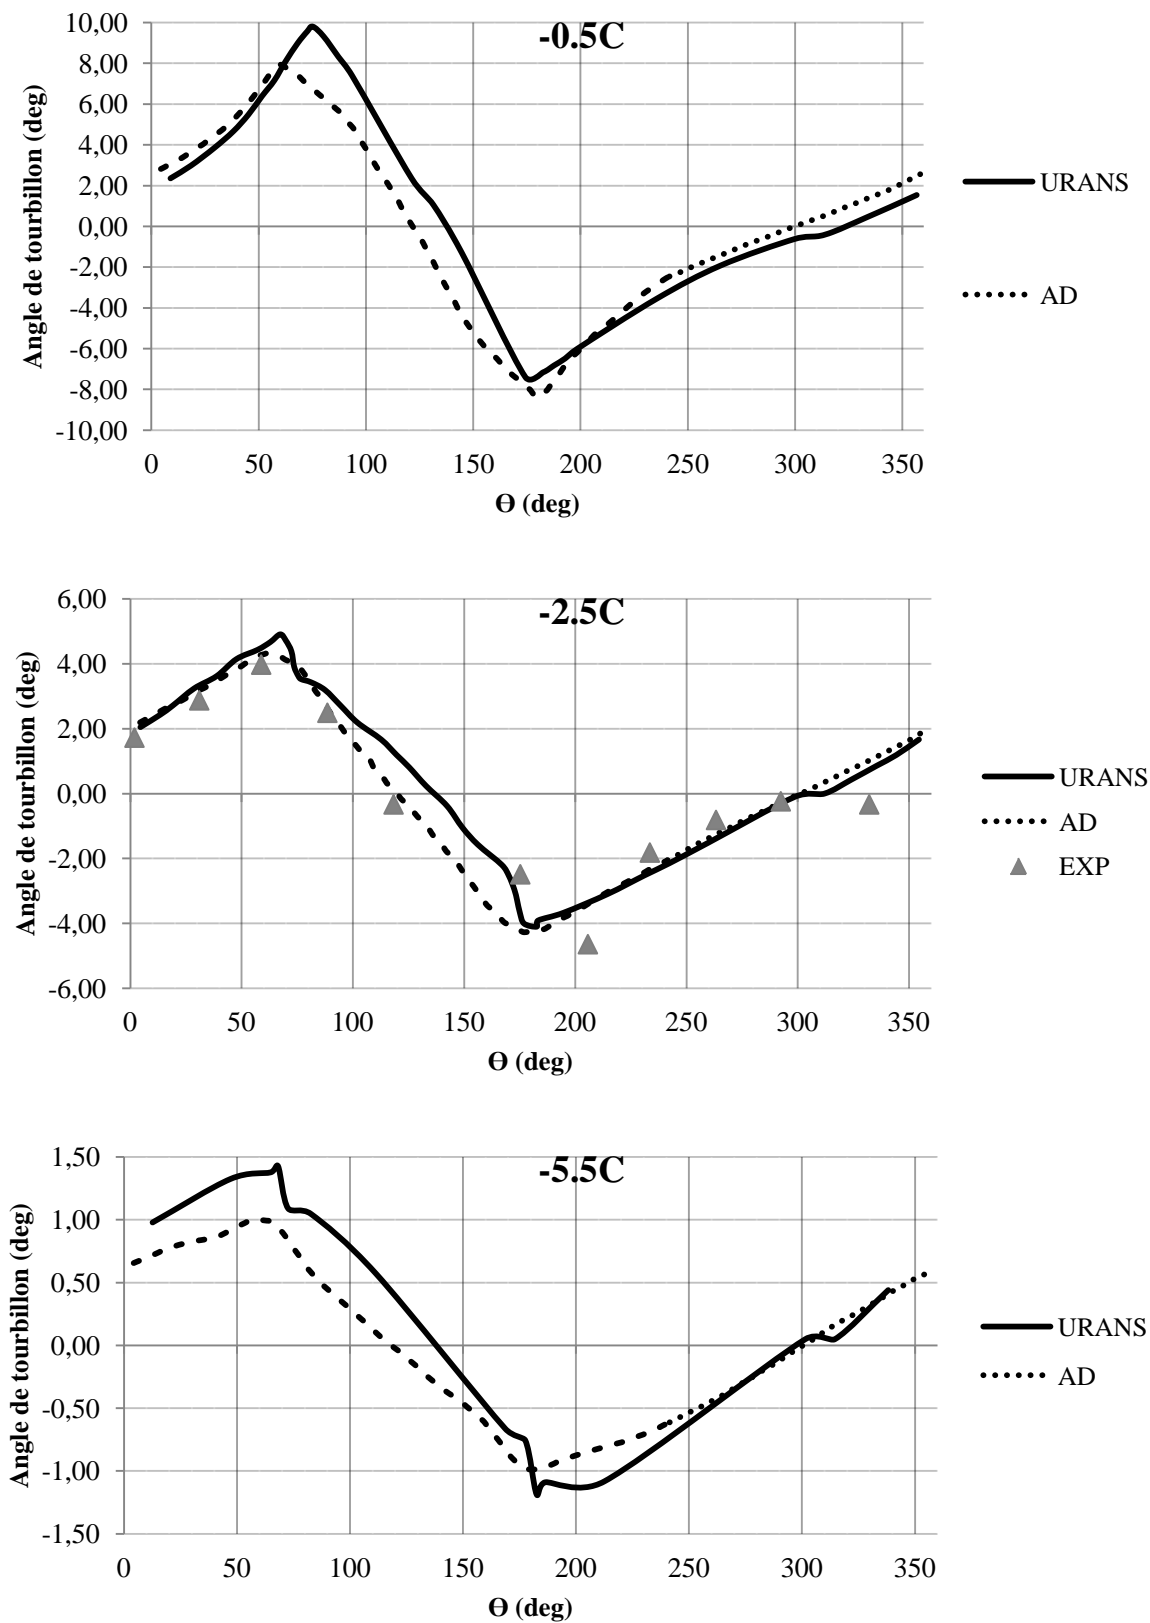 -0.5C
10,00
8,00
6,00
4,00
2,00
0,00
-2,00
-4,00
-6,00
-8,00
-10,00
Angle de tourbillon (deg)
0 50 100 150 200 250 300 350
Ɵ (deg)
URANS
AD
-2.5C
6,00
4,00
2,00
0,00
-2,00
-4,00
-6,00
Angle de tourbillon (deg)
0 50 100 150 200 250 300 350
Ɵ (deg)
URANS
AD
EXP
-5.5C
1,50
1,00
0,50
0,00
-0,50
-1,00
-1,50
Angle de tourbillon (deg)
0 50 100 150 200 250 300 350
Ɵ (deg)
URANS
AD